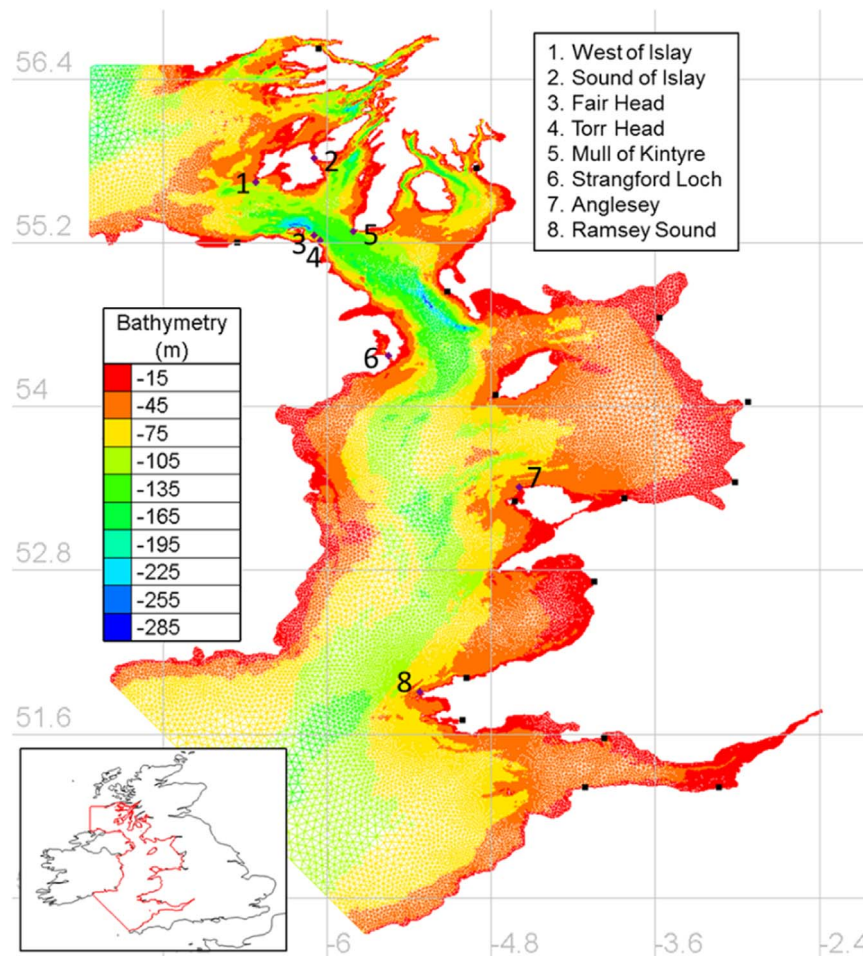 56.4
1. West of Islay
2. Sound of Islay
3. Fair Head
4. Torr Head
5. Mull of Kintyre
6. Strangford Loch
7. Anglesey
8. Ramsey Sound
2
1
55.2
3
5
4
Bathymetry
(m)
-15
-45
-75
-105
-135
-165
-195
-225
-255
-285
6
54
7
52.8
8
51.6
-6
-4.8
-3.6
-2.4